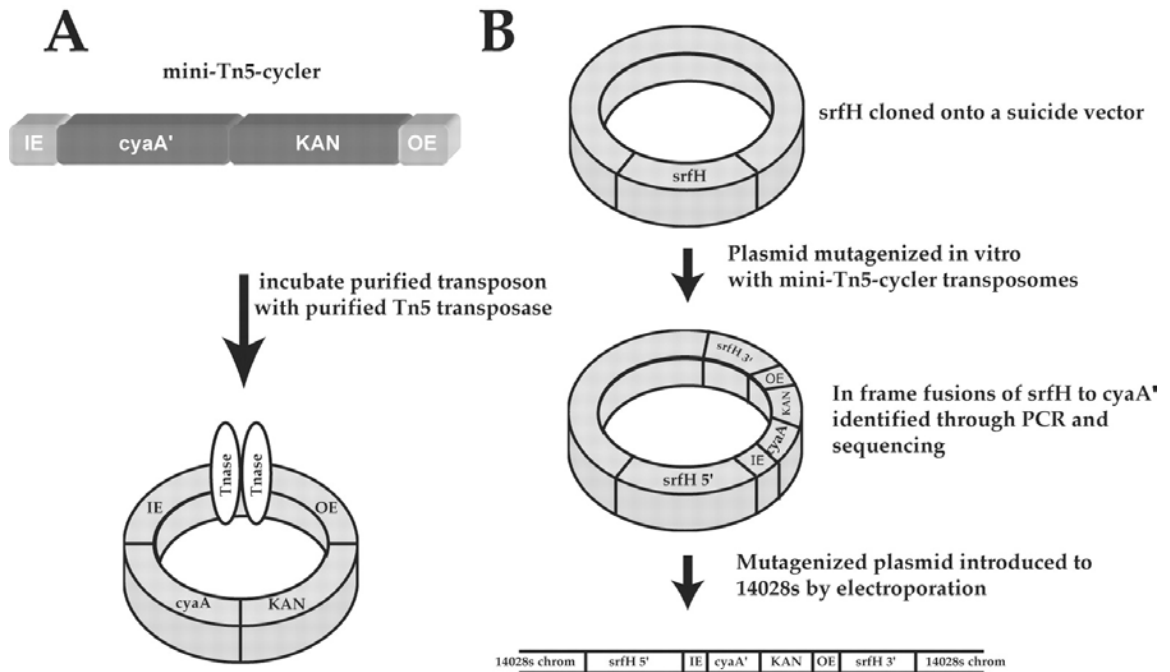 A
mini-Tn5-cycler
IE cyaA' KAN OE
incubate purified transposon
with purified Tn5 transposase
Tnase Tnase
IE OE
cyaA KAN
B
srfH cloned onto a suicide vector
srfH
Plasmid mutagenized in vitro
with mini-Tn5-cycler transposomes
srfH 3'
OE
KAN
cyaA
IE
srfH 5'
In frame fusions of srfH to cyaA'
identified through PCR and
sequencing
Mutagenized plasmid introduced to
14028s by electroporation
14028s chrom srfH 5' IE cyaA' KAN OE srfH 3' 14028s chrom